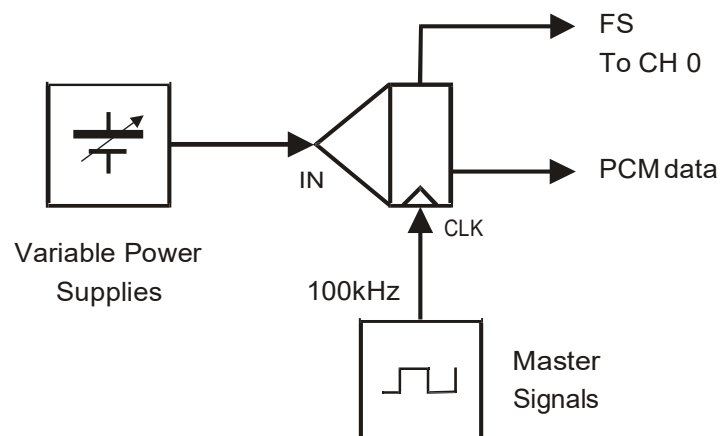 FS
To CH 0
IN
PCM data
CLK
Variable Power
Supplies
100kHz
Master
Signals